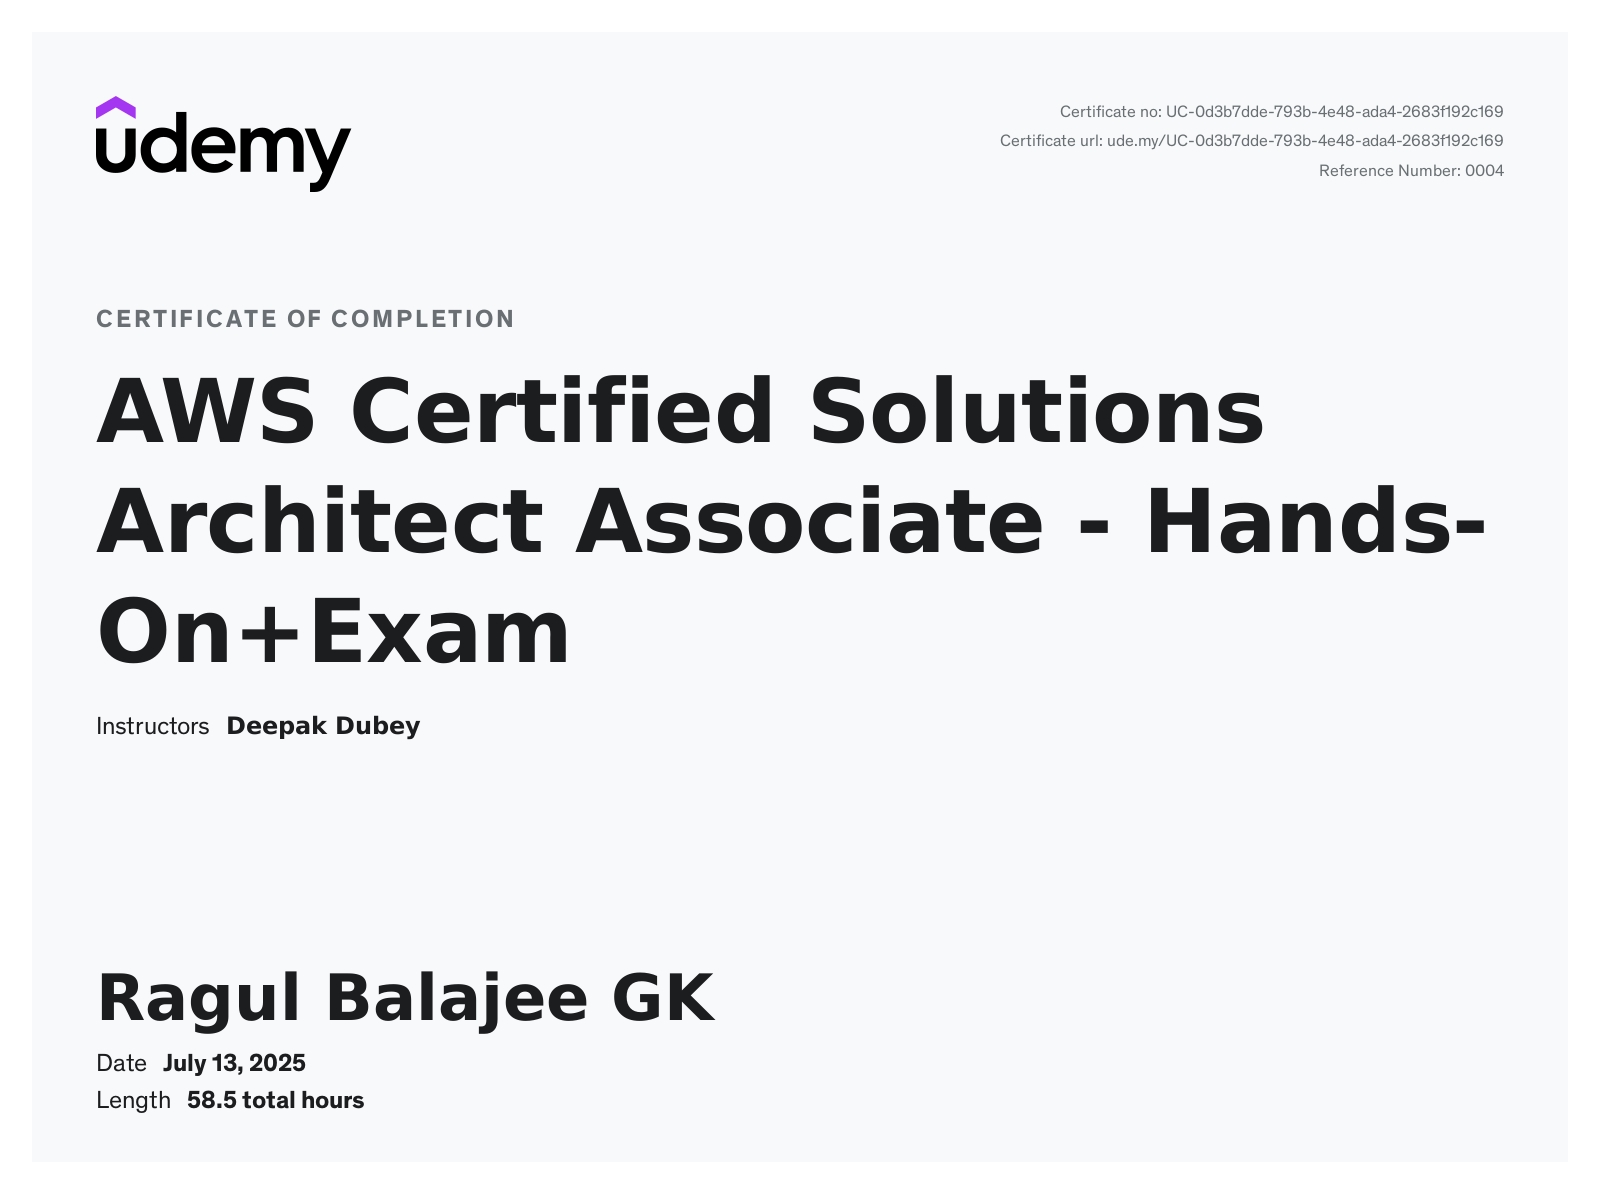 udemy
Certificate no: UC-0d3b7dde-793b-4e48-ada4-2683f192c169
Certificate url: ude.my/UC-0d3b7dde-793b-4e48-ada4-2683f192c169
Reference Number: 0004
CERTIFICATE OF COMPLETION
AWS Certified Solutions
Architect Associate - Hands-
On+Exam
Instructors Deepak Dubey
Ragul Balajee GK
Date July 13, 2025
Length 58.5 total hours